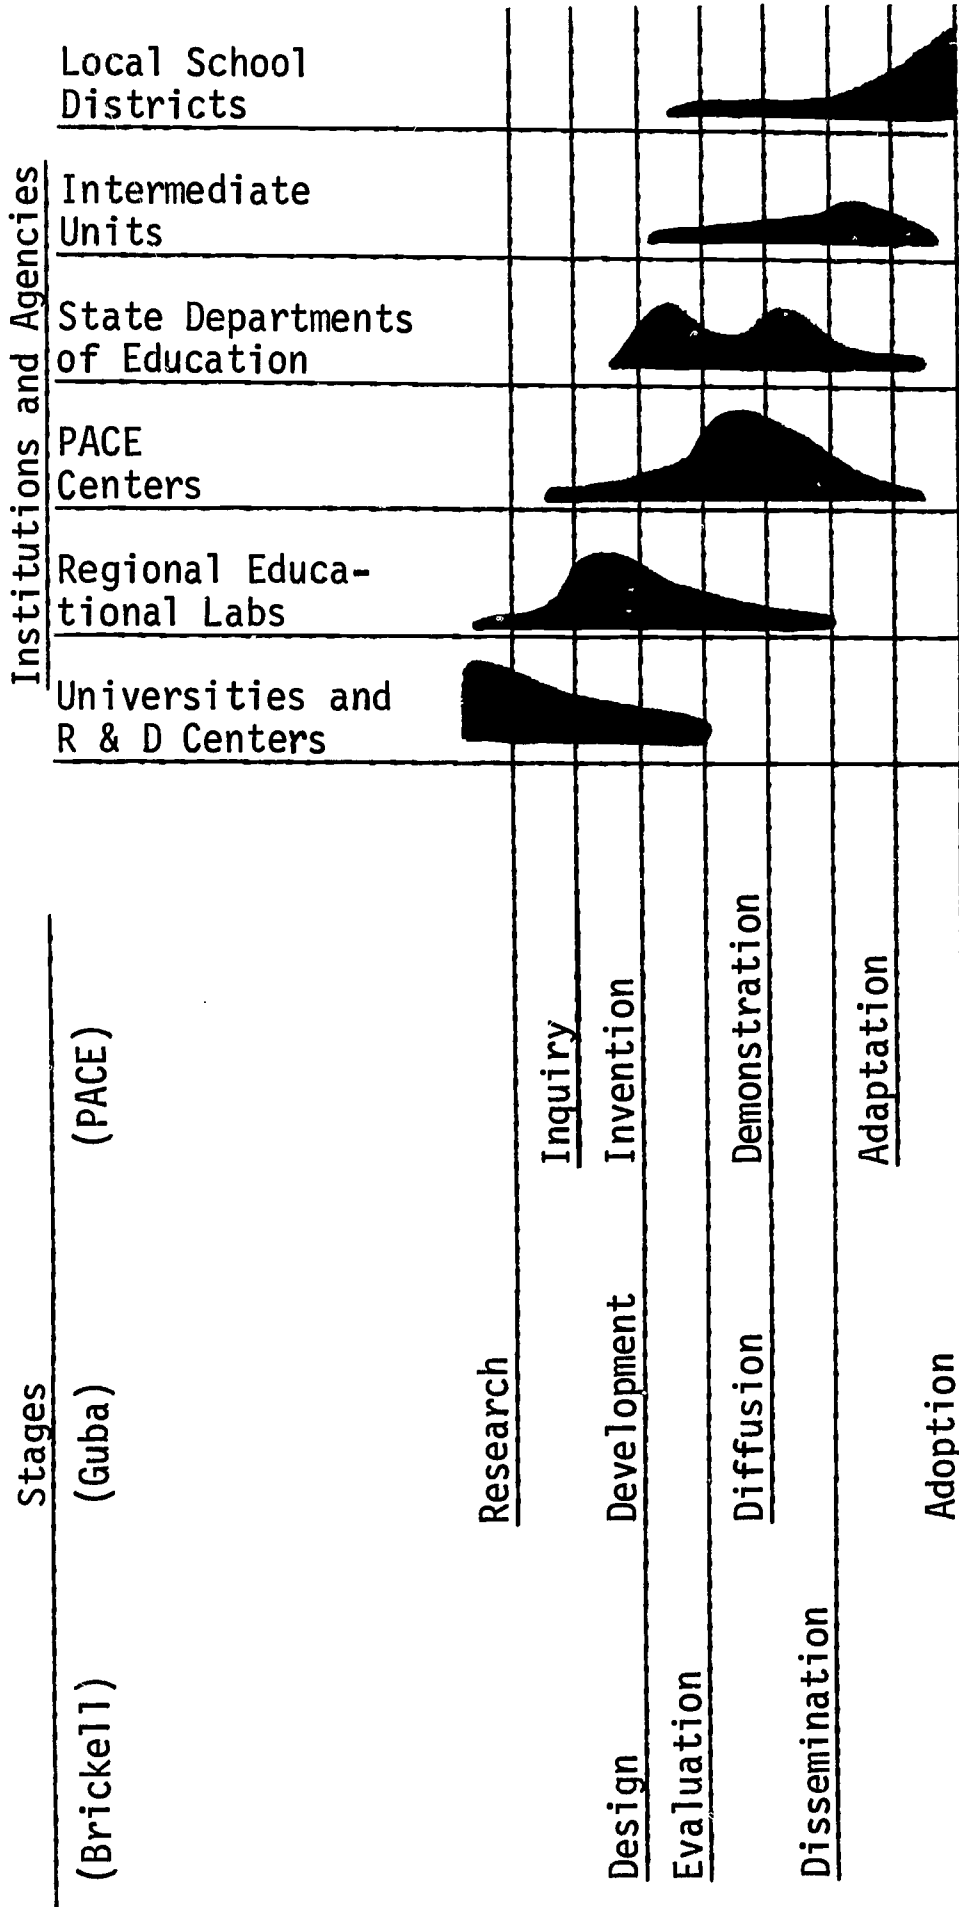 Local School
Districts
Intermediate
Units
State Departments
of Education
PACE
Centers
Regional Educa-
tional Labs
Universities and
R & D Centers
Institutions and Agencies
Stages
(PACE)
Inquiry
Invention
Demonstration
Adaptation
(Guba)
Research
Development
Diffusion
Adoption
(Brickell)
Design
Evaluation
Dissemination